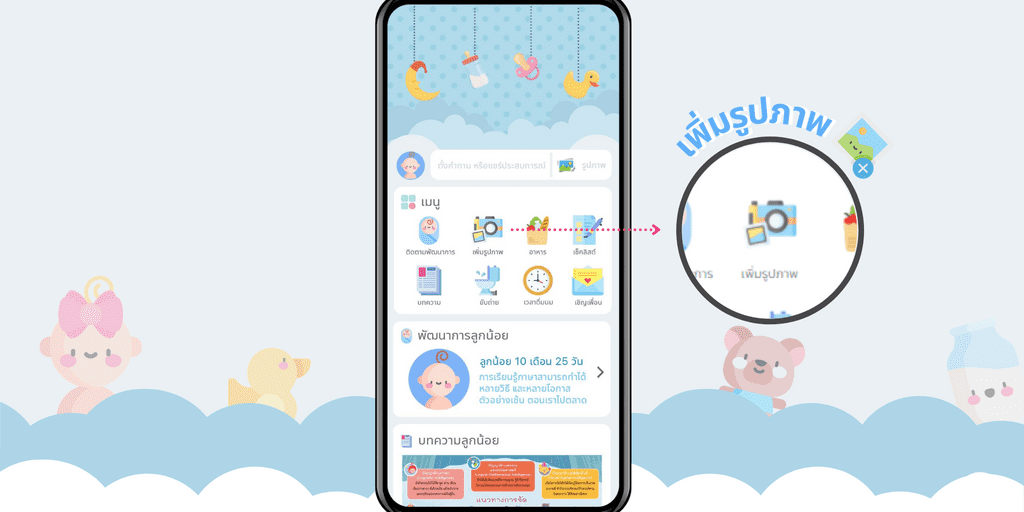 เพิ่มรูปภาพ
ตั้งคำถาม หรือแชร์ประสบการณ์
รูปภาพ
เมนู
ติดตามพัฒนาการ
เพิ่มรูปภาพ
อาหาร
เช็คลิสต์
การ
เพิ่มรูปภาพ
บทความ
ขับถ่าย
เวลาดื่มนม
เชิญเพื่อน
พัฒนาการลูกน้อย
ลูกน้อย 10 เดือน 25 วัน
การเรียนรู้ภาษาสามารถทำได้
หลายวิธี และหลายโอกาส
ตัวอย่างเช่น ตอนเราไปตลาด
บทความลูกน้อย
แนวทางการจัด